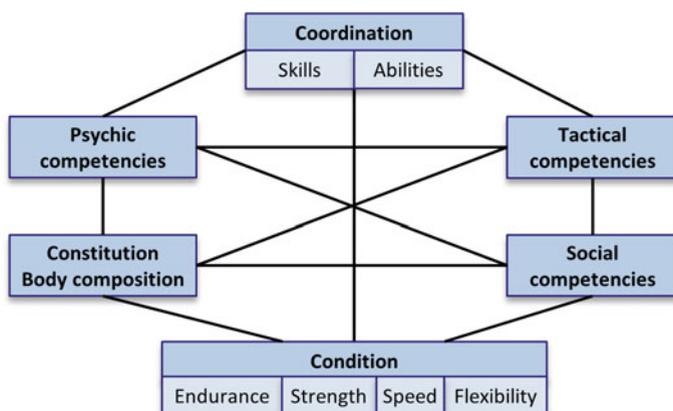 Coordination
Skills Abilities
Psychic
competencies
Tactical
competencies
Constitution
Body composition
Social
competencies
Condition
Endurance Strength Speed Flexibility